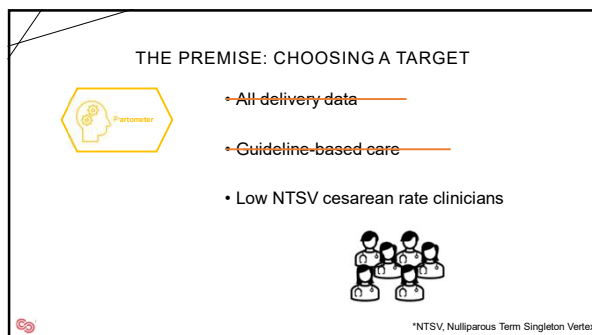 THE PREMISE: CHOOSING A TARGET
Partometer
• All delivery data
• Guideline-based care
• Low NTSV cesarean rate clinicians
*NTSV, Nulliparous Term Singleton Vertex